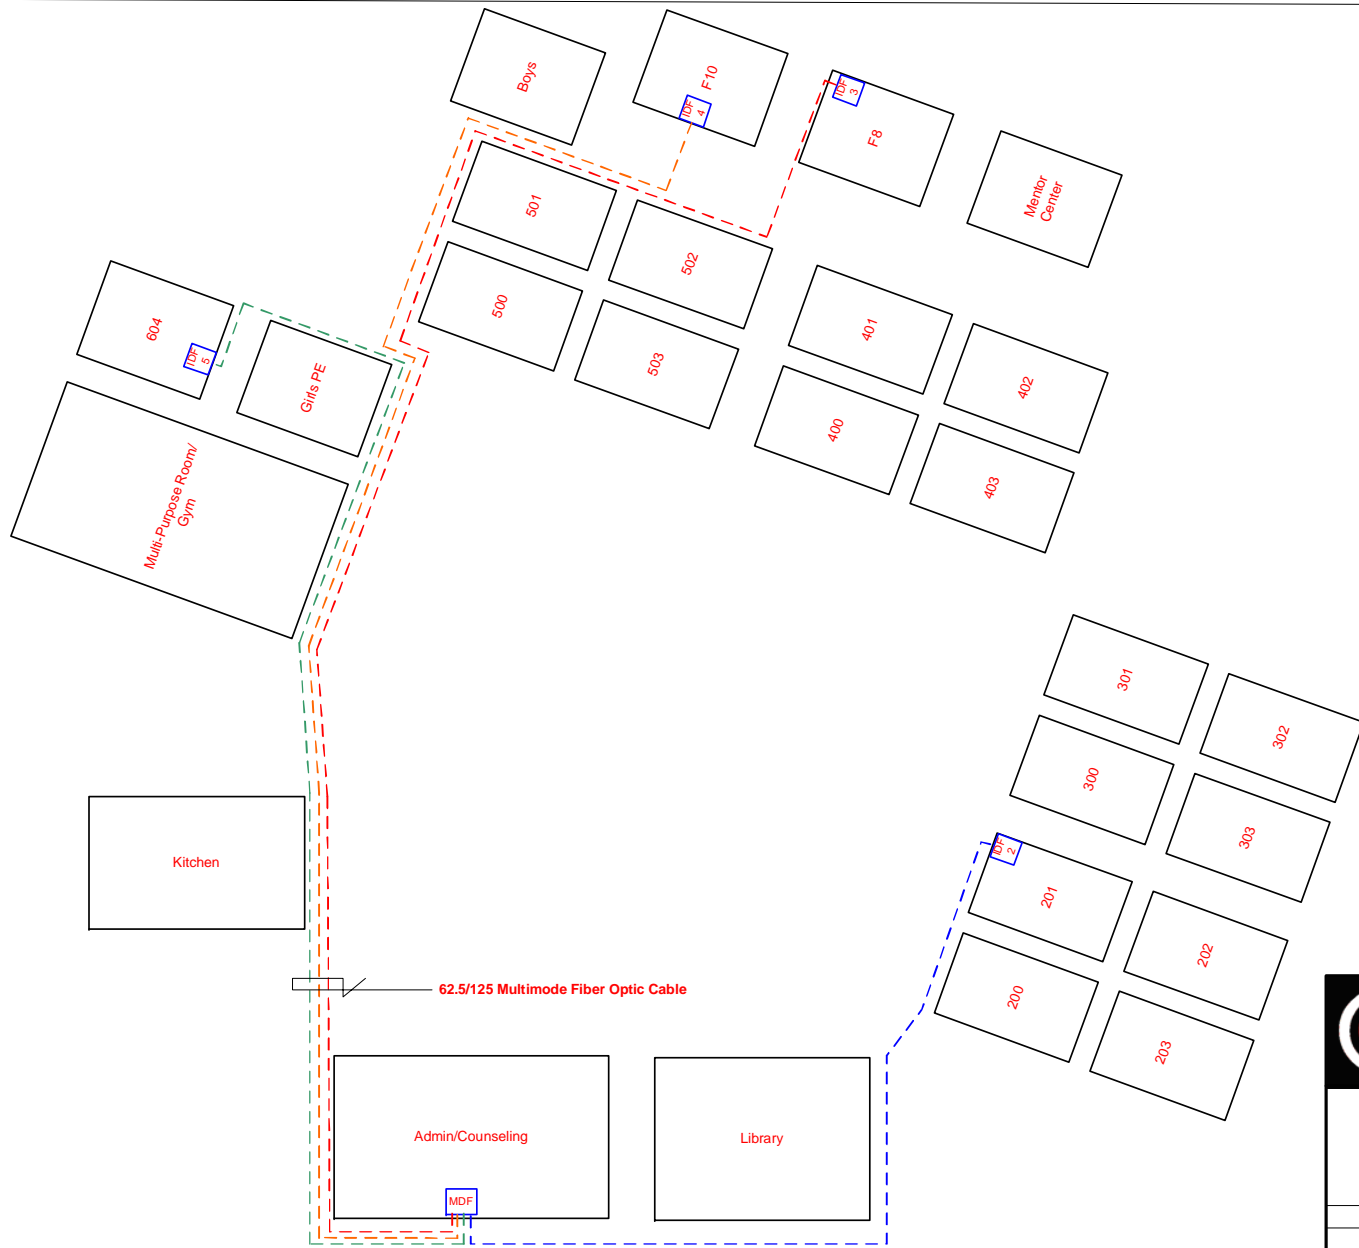 Boys
F10
IDF
4
IDF
3
F8
Mentor
Center
501
502
500
503
401
402
400
403
604
IDF
5
Girls PE
Multi-Purpose Room/
Gym
301
302
300
303
IDF
2
201
202
200
203
Kitchen
62.5/125 Multimode Fiber Optic Cable
Admin/Counseling
Library
MDF